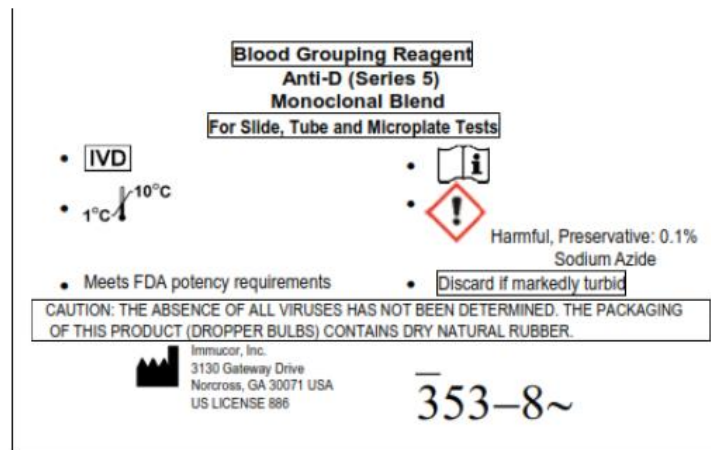 Blood Grouping Reagent
Anti-D (Series 5)
Monoclonal Blend
For Slide, Tube and Microplate Tests
• IVD
• i
• 1°C 10°C
• !
Harmful, Preservative: 0.1%
Sodium Azide
• Meets FDA potency requirements
• Discard if markedly turbid
CAUTION: THE ABSENCE OF ALL VIRUSES HAS NOT BEEN DETERMINED. THE PACKAGING
OF THIS PRODUCT (DROPPER BULBS) CONTAINS DRY NATURAL RUBBER.
Immucor, Inc.
3130 Gateway Drive
Norcross, GA 30071 USA
US LICENSE 886
3̅53–8~